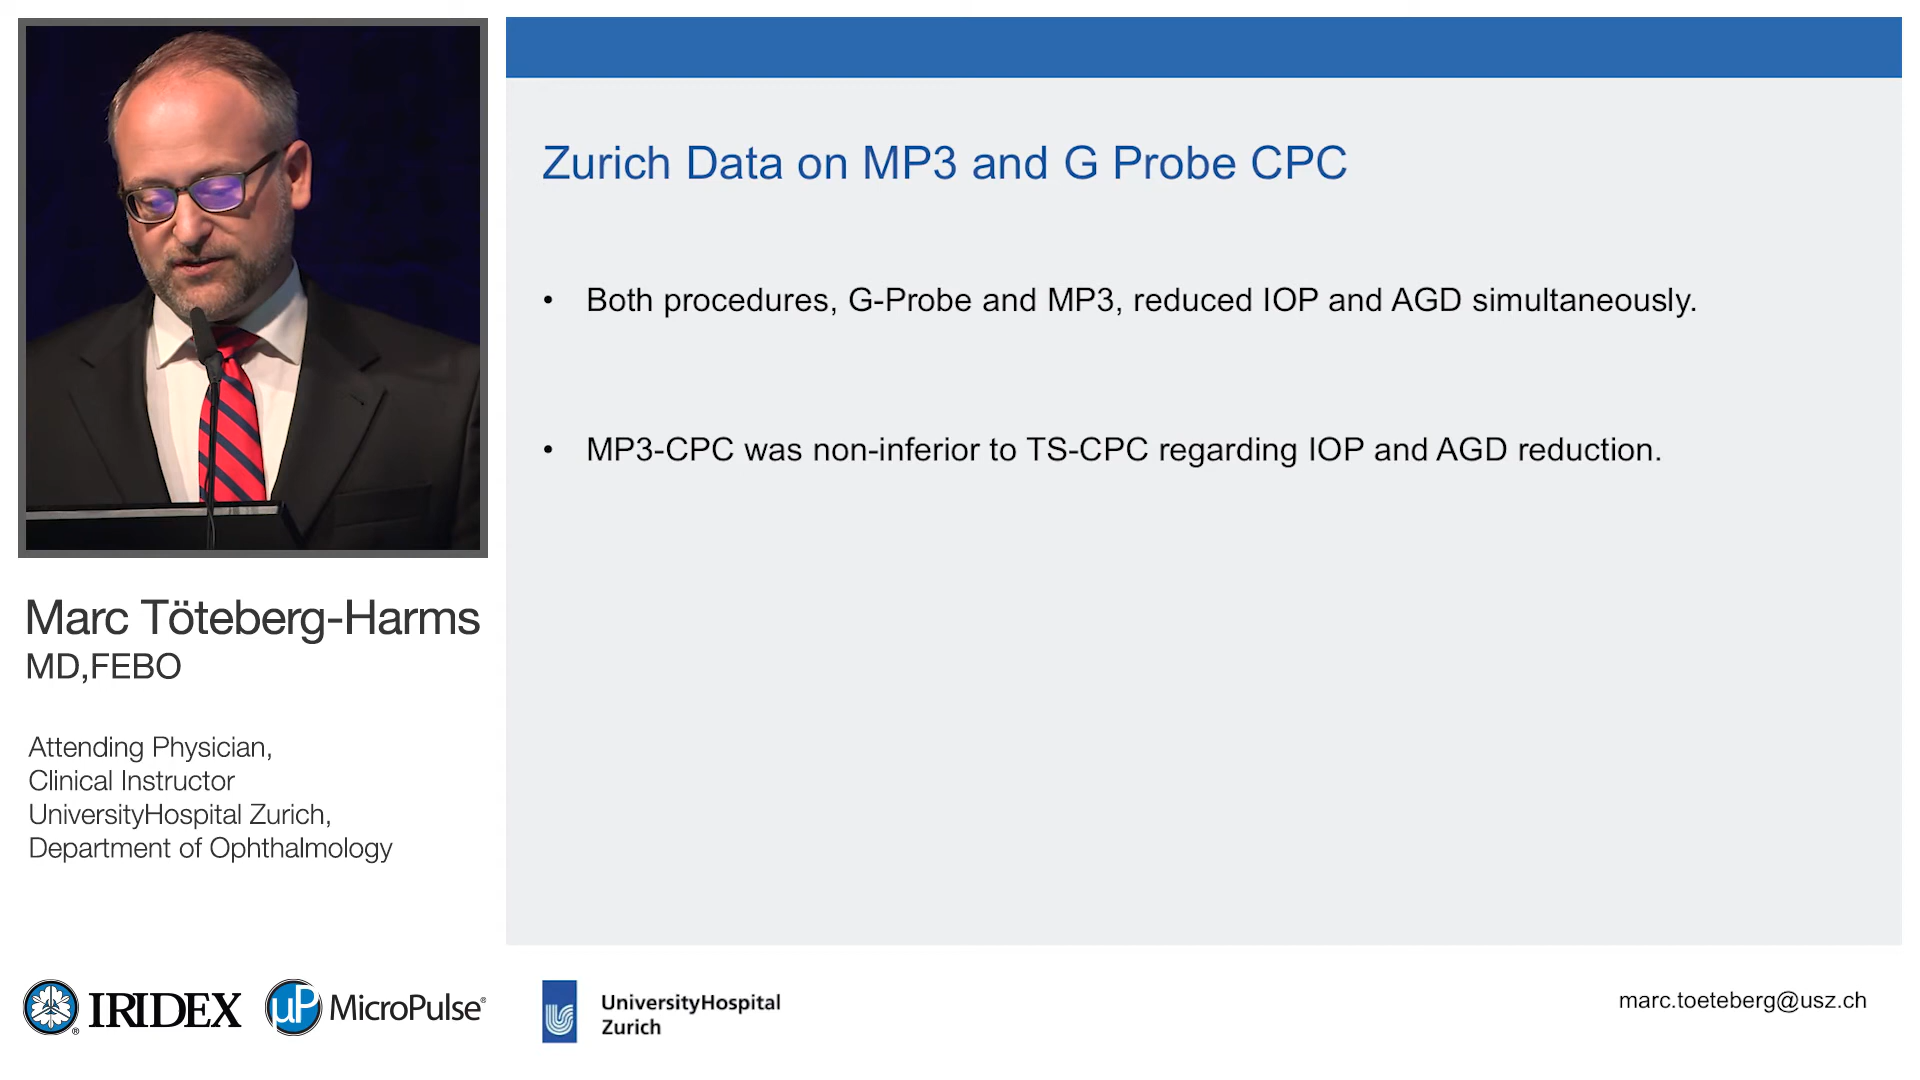 Zurich Data on MP3 and G Probe CPC
• Both procedures, G-Probe and MP3, reduced IOP and AGD simultaneously.
• MP3-CPC was non-inferior to TS-CPC regarding IOP and AGD reduction.
Marc Töteberg-Harms
MD,FEBO
Attending Physician,
Clinical Instructor
UniversityHospital Zurich,
Department of Ophthalmology
IRIDEX
µP MicroPulse®
UniversityHospital
Zurich
marc.toeteberg@usz.ch